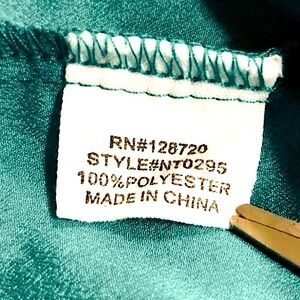 RN#128720
STYLE#NT0295
100%POLYESTER
MADE IN CHINA